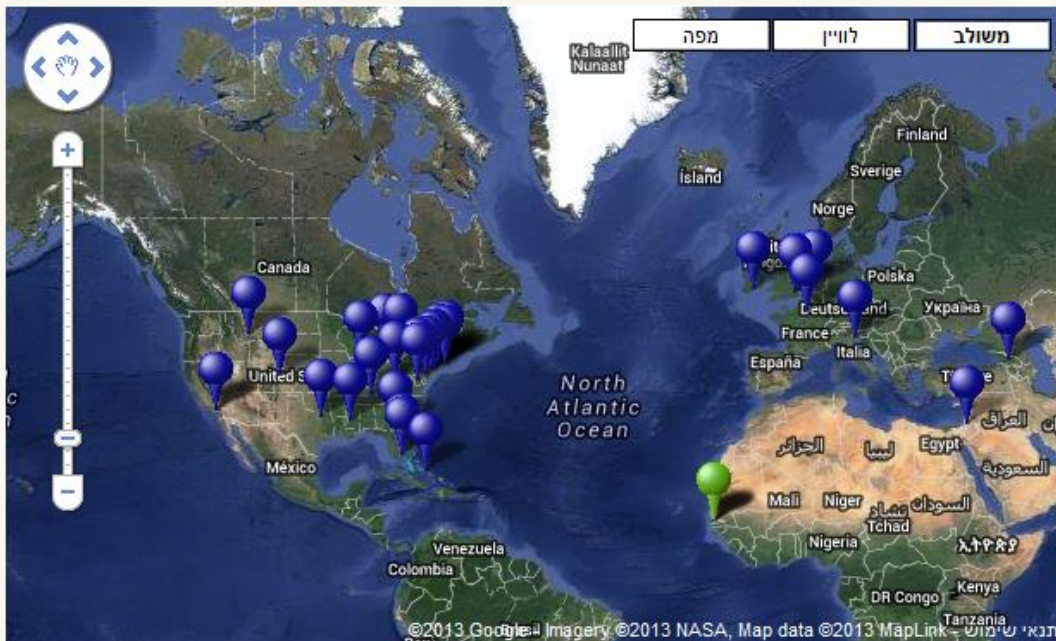 משולב
לוויין
מפה
Kalaallit
Nunaat
Finland
Ísland
Sverige
Norge
Canada
Polska
Deutschland
Україна
France
Italia
España
United
North
Atlantic
Ocean
العراق
الجزائر
ليبيا
Egypt
السعودية
México
Mali
Niger
السودان
تشاد
Tchad
Nigeria
ኢትዮጵያ
Venezuela
Colombia
DR Congo
Kenya
Tanzania
©2013 Google - Imagery ©2013 NASA, Map data ©2013 MapLink - תנאי שימוש